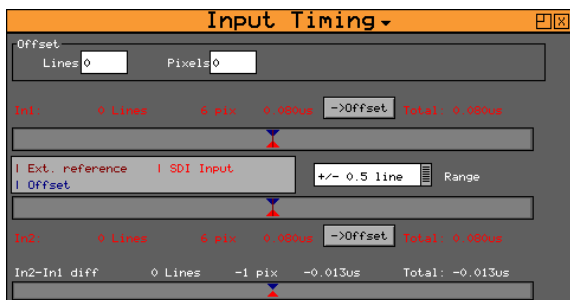 Input Timing
Offset
Lines 0 Pixels 0
In1: 0 Lines 6 pix 0.080us ->Offset Total: 0.080us
| Ext. reference | SDI Input
| Offset
+/- 0.5 line Range
In2: 0 Lines 6 pix 0.080us ->Offset Total: 0.080us
In2-In1 diff 0 Lines -1 pix -0.013us Total: -0.013us